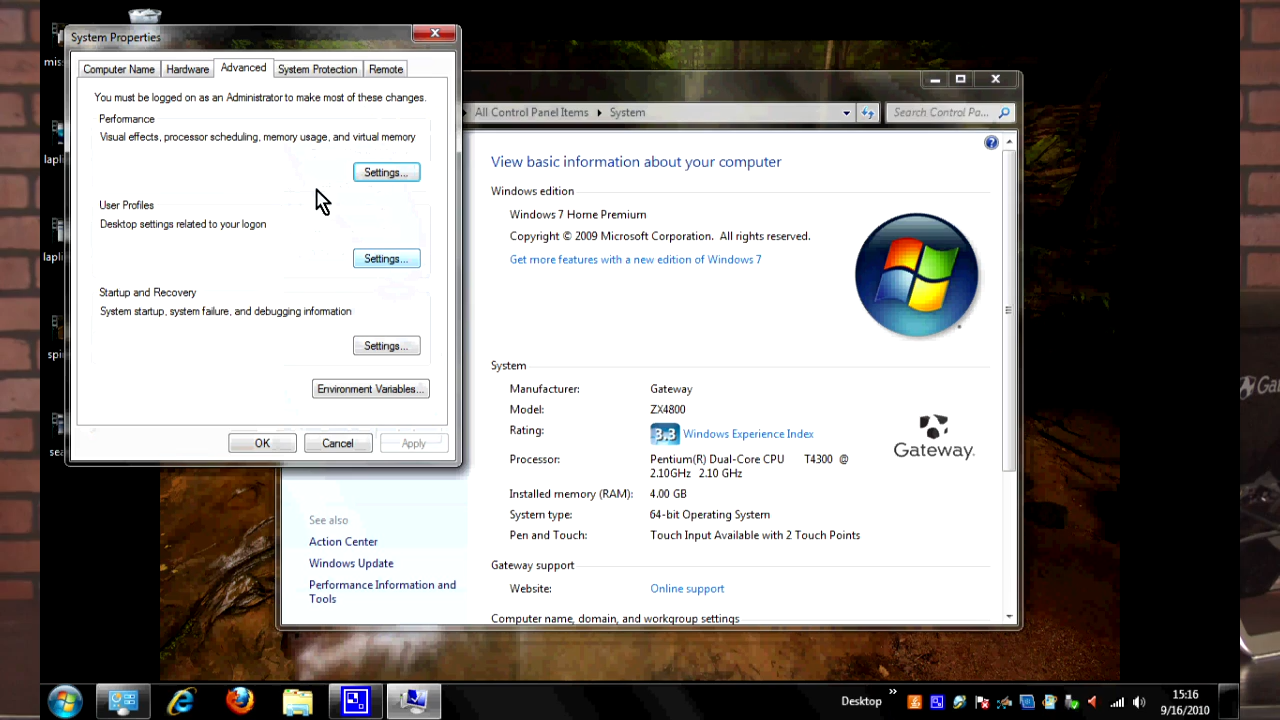 System Properties
Computer Name
Hardware
Advanced
System Protection
Remote
You must be logged on as an Administrator to make most of these changes.
Performance
Visual effects, processor scheduling, memory usage, and virtual memory
Settings...
User Profiles
Desktop settings related to your logon
Settings...
Startup and Recovery
System startup, system failure, and debugging information
Settings...
Environment Variables...
OK
Cancel
Apply
All Control Panel Items
System
Search Control Pa...
View basic information about your computer
Windows edition
Windows 7 Home Premium
Copyright © 2009 Microsoft Corporation. All rights reserved.
Get more features with a new edition of Windows 7
System
Manufacturer: Gateway
Model: ZX4800
Rating: 3,3 Windows Experience Index
Processor: Pentium(R) Dual-Core CPU T4300 @
2.10GHz 2.10 GHz
Installed memory (RAM): 4.00 GB
System type: 64-bit Operating System
Pen and Touch: Touch Input Available with 2 Touch Points
Gateway.
Gateway support
Website: Online support
Computer name, domain, and workgroup settings
See also
Action Center
Windows Update
Performance Information and
Tools
Desktop
15:16
9/16/2010